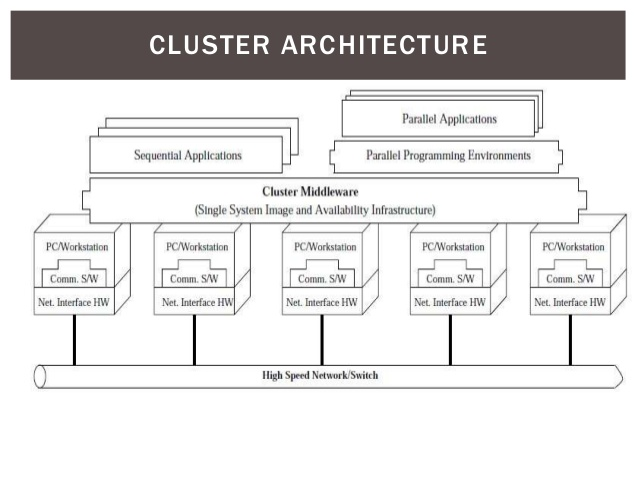 CLUSTER ARCHITECTURE
Parallel Applications
Sequential Applications
Parallel Programming Environments
Cluster Middleware
(Single System Image and Availability Infrastructure)
PC/Workstation
PC/Workstation
PC/Workstation
PC/Workstation
PC/Workstation
Comm. S/W
Comm. S/W
Comm. S/W
Comm. S/W
Comm. S/W
Net. Interface HW
Net. Interface HW
Net. Interface HW
Net. Interface HW
Net. Interface HW
High Speed Network/Switch